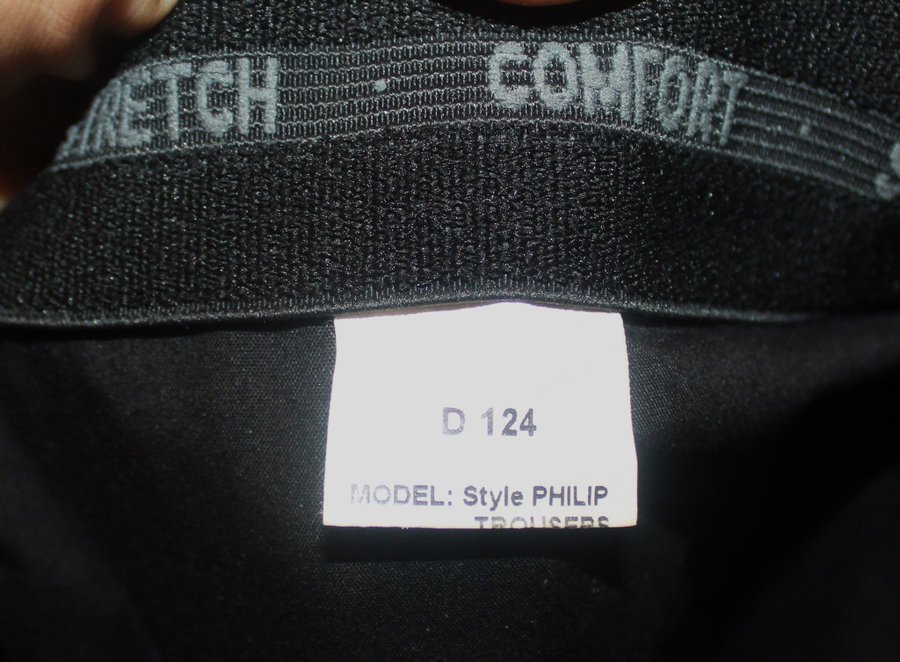 STRETCH · COMFORT ·
D 124
MODEL: Style PHILIP
TROUSERS